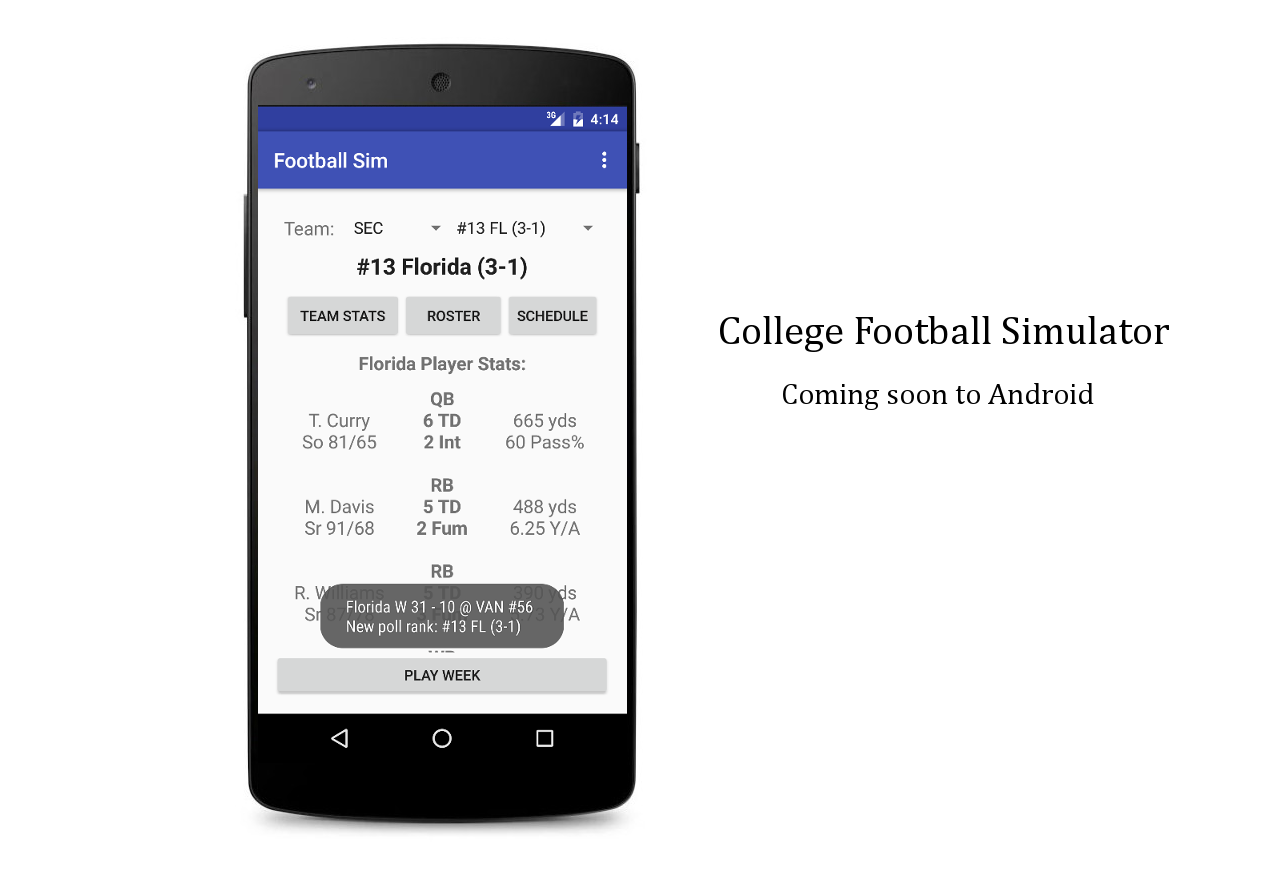 3G 4:14
Football Sim
Team: SEC #13 FL (3-1)
#13 Florida (3-1)
TEAM STATS ROSTER SCHEDULE
Florida Player Stats:
QB
T. Curry 6 TD 665 yds
So 81/65 2 Int 60 Pass%
RB
M. Davis 5 TD 488 yds
Sr 91/68 2 Fum 6.25 Y/A
RB
R. Williams 5 TD 390 yds
Sr Y/A
Florida W 31 - 10 @ VAN #56
New poll rank: #13 FL (3-1)
PLAY WEEK
College Football Simulator
Coming soon to Android